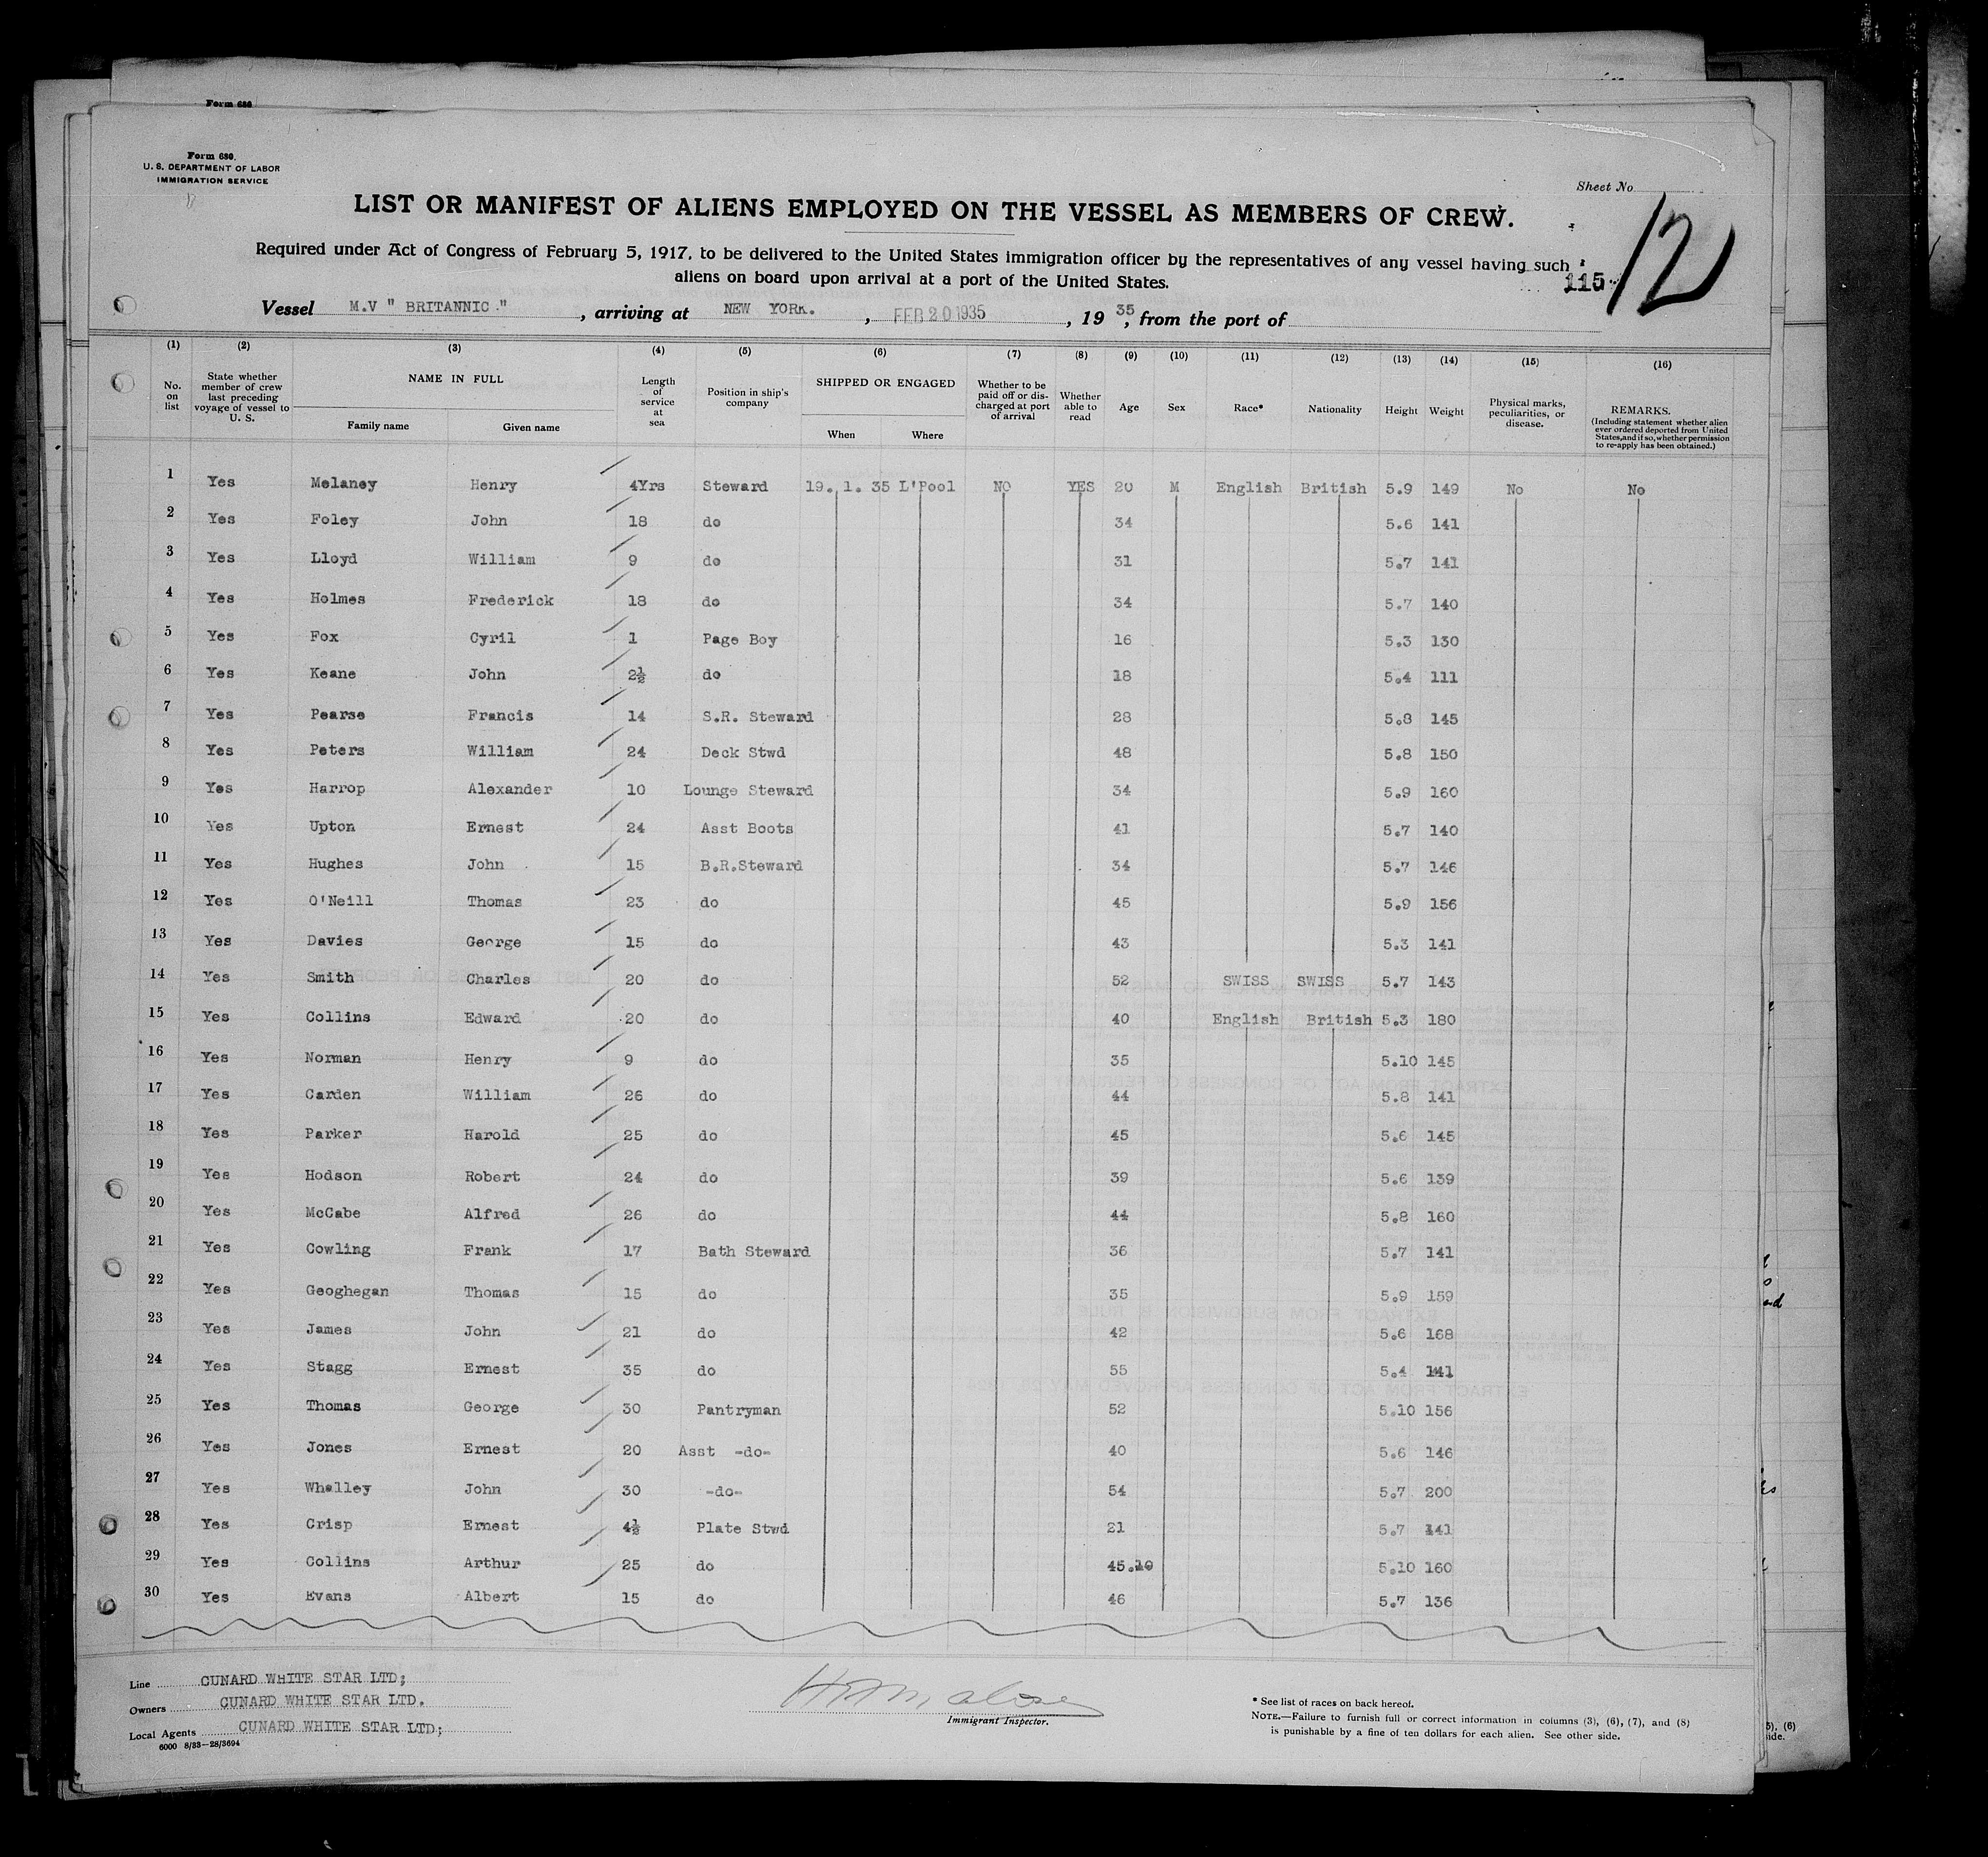 Form 680
Form 680.
U. S. DEPARTMENT OF LABOR
IMMIGRATION SERVICE
Sheet No.
12
LIST OR MANIFEST OF ALIENS EMPLOYED ON THE VESSEL AS MEMBERS OF CREW.
Required under Act of Congress of February 5, 1917, to be delivered to the United States immigration officer by the representatives of any vessel having such
aliens on board upon arrival at a port of the United States.
115
Vessel M.V " BRITANNIC ." , arriving at NEW YORK. , FEB 20 1935 , 19 35, from the port of
(1) (2) (3) (4) (5) (6) (7) (8) (9) (10) (11) (12) (13) (14) (15) (16)
No. on list | State whether member of crew last preceding voyage of vessel to U. S. | NAME IN FULL | Family name | Given name | Length of service at sea | Position in ship's company | SHIPPED OR ENGAGED | When | Where | Whether to be paid off or discharged at port of arrival | Whether able to read | Age | Sex | Race* | Nationality | Height | Weight | Physical marks, peculiarities, or disease. | REMARKS. (Including statement whether alien ever ordered deported from United States, and if so, whether permission to re-apply has been obtained.)
1 Yes Melaney Henry 4Yrs Steward 19. 1. 35 L'Pool NO YES 20 M English British 5.9 149 No No
2 Yes Foley John 18 do 34 5.6 141
3 Yes Lloyd William 9 do 31 5.7 141
4 Yes Holmes Frederick 18 do 34 5.7 140
5 Yes Fox Cyril 1 Page Boy 16 5.3 130
6 Yes Keane John 2½ do 18 5.4 111
7 Yes Pearse Francis 14 S.R. Steward 28 5.8 145
8 Yes Peters William 24 Deck Stwd 48 5.8 150
9 Yes Harrop Alexander 10 Lounge Steward 34 5.9 160
10 Yes Upton Ernest 24 Asst Boots 41 5.7 140
11 Yes Hughes John 15 B.R.Steward 34 5.7 146
12 Yes O'Neill Thomas 23 do 45 5.9 156
13 Yes Davies George 15 do 43 5.3 141
14 Yes Smith Charles 20 do 52 SWISS SWISS 5.7 143
15 Yes Collins Edward 20 do 40 English British 5.3 180
16 Yes Norman Henry 9 do 35 5.10 145
17 Yes Carden William 26 do 44 5.8 141
18 Yes Parker Harold 25 do 45 5.6 145
19 Yes Hodson Robert 24 do 39 5.6 139
20 Yes McCabe Alfred 26 do 44 5.8 160
21 Yes Cowling Frank 17 Bath Steward 36 5.7 141
22 Yes Geoghegan Thomas 15 do 35 5.9 159
23 Yes James John 21 do 42 5.6 168
24 Yes Stagg Ernest 35 do 55 5.4 141
25 Yes Thomas George 30 Pantryman 52 5.10 156
26 Yes Jones Ernest 20 Asst -do- 40 5.6 146
27 Yes Whalley John 30 -do- 54 5.7 200
28 Yes Crisp Ernest 4½ Plate Stwd 21 5.7 141
29 Yes Collins Arthur 25 do 45.10 5.10 160
30 Yes Evans Albert 15 do 46 5.7 136
Line CUNARD WHITE STAR LTD;
Owners CUNARD WHITE STAR LTD.
Local Agents CUNARD WHITE STAR LTD;
6000 8/33—28/3694
Immigrant Inspector.
* See list of races on back hereof.
NOTE.—Failure to furnish full or correct information in columns (3), (6), (7), and (8)
is punishable by a fine of ten dollars for each alien. See other side.